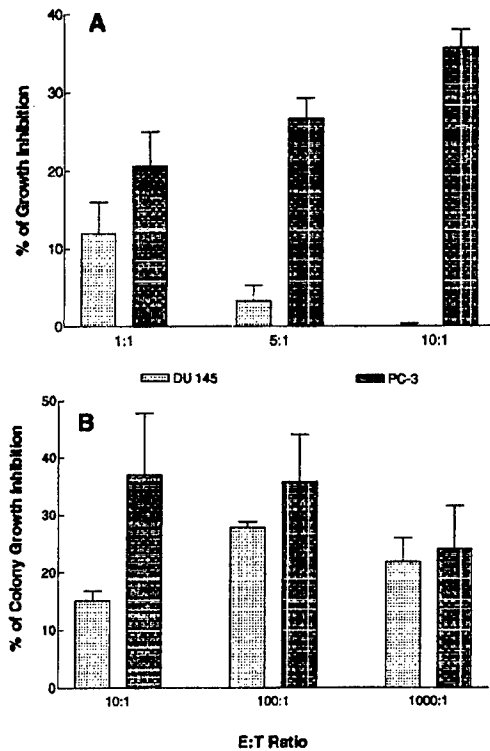 A
% of Growth Inhibition
40
30
20
10
0
1:1
5:1
10:1
DU 145
PC-3
B
% of Colony Growth Inhibition
50
40
30
20
10
0
10:1
100:1
1000:1
E:T Ratio